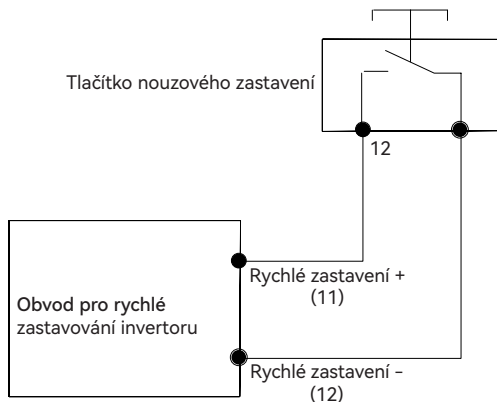 Tlačítko nouzového zastavení
12
Rychlé zastavení +
(11)
Obvod pro rychlé
zastavování invertoru
Rychlé zastavení -
(12)